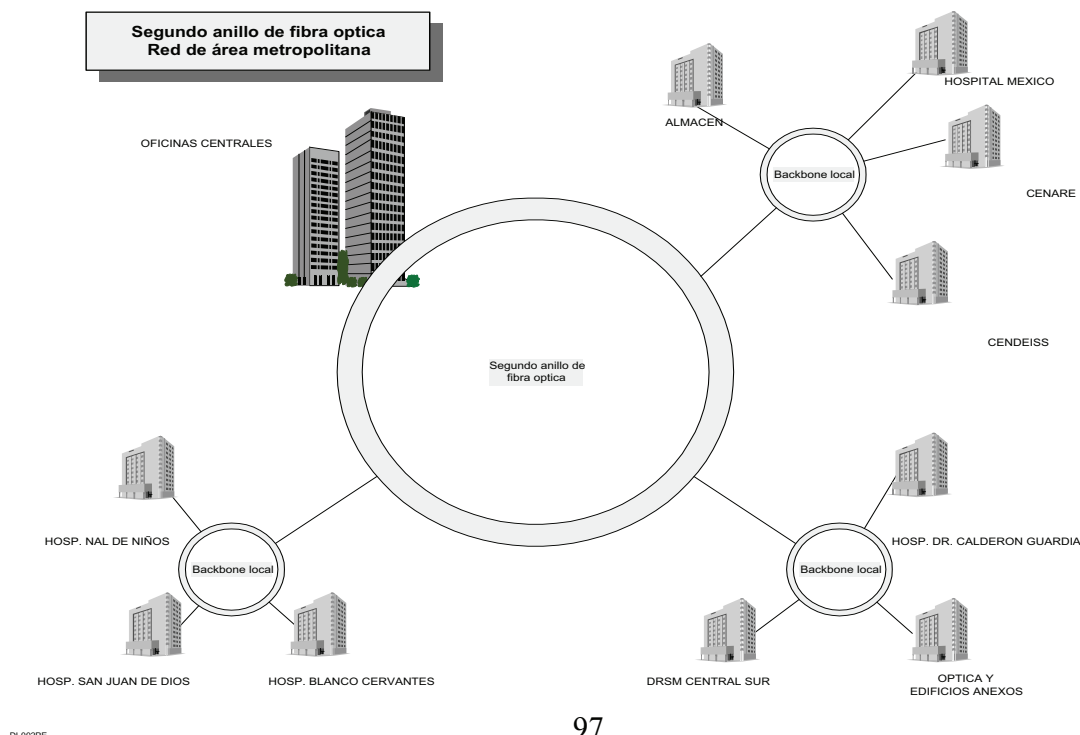 Segundo anillo de fibra optica
Red de área metropolitana
OFICINAS CENTRALES
ALMACEN
HOSPITAL MEXICO
Backbone local
CENARE
CENDEISS
Segundo anillo de
fibra optica
HOSP. NAL DE NIÑOS
Backbone local
HOSP. SAN JUAN DE DIOS
HOSP. BLANCO CERVANTES
HOSP. DR. CALDERON GUARDIA
Backbone local
DRSM CENTRAL SUR
OPTICA Y
EDIFICIOS ANEXOS
97